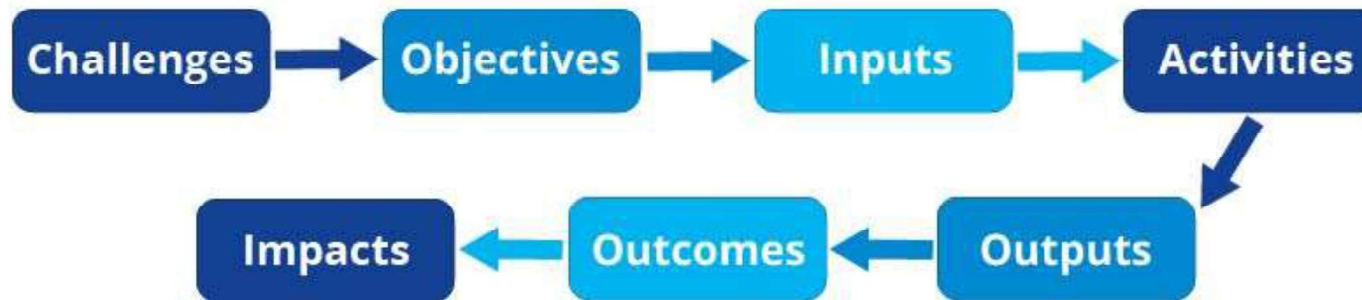 Challenges
Objectives
Inputs
Activities
Outputs
Outcomes
Impacts